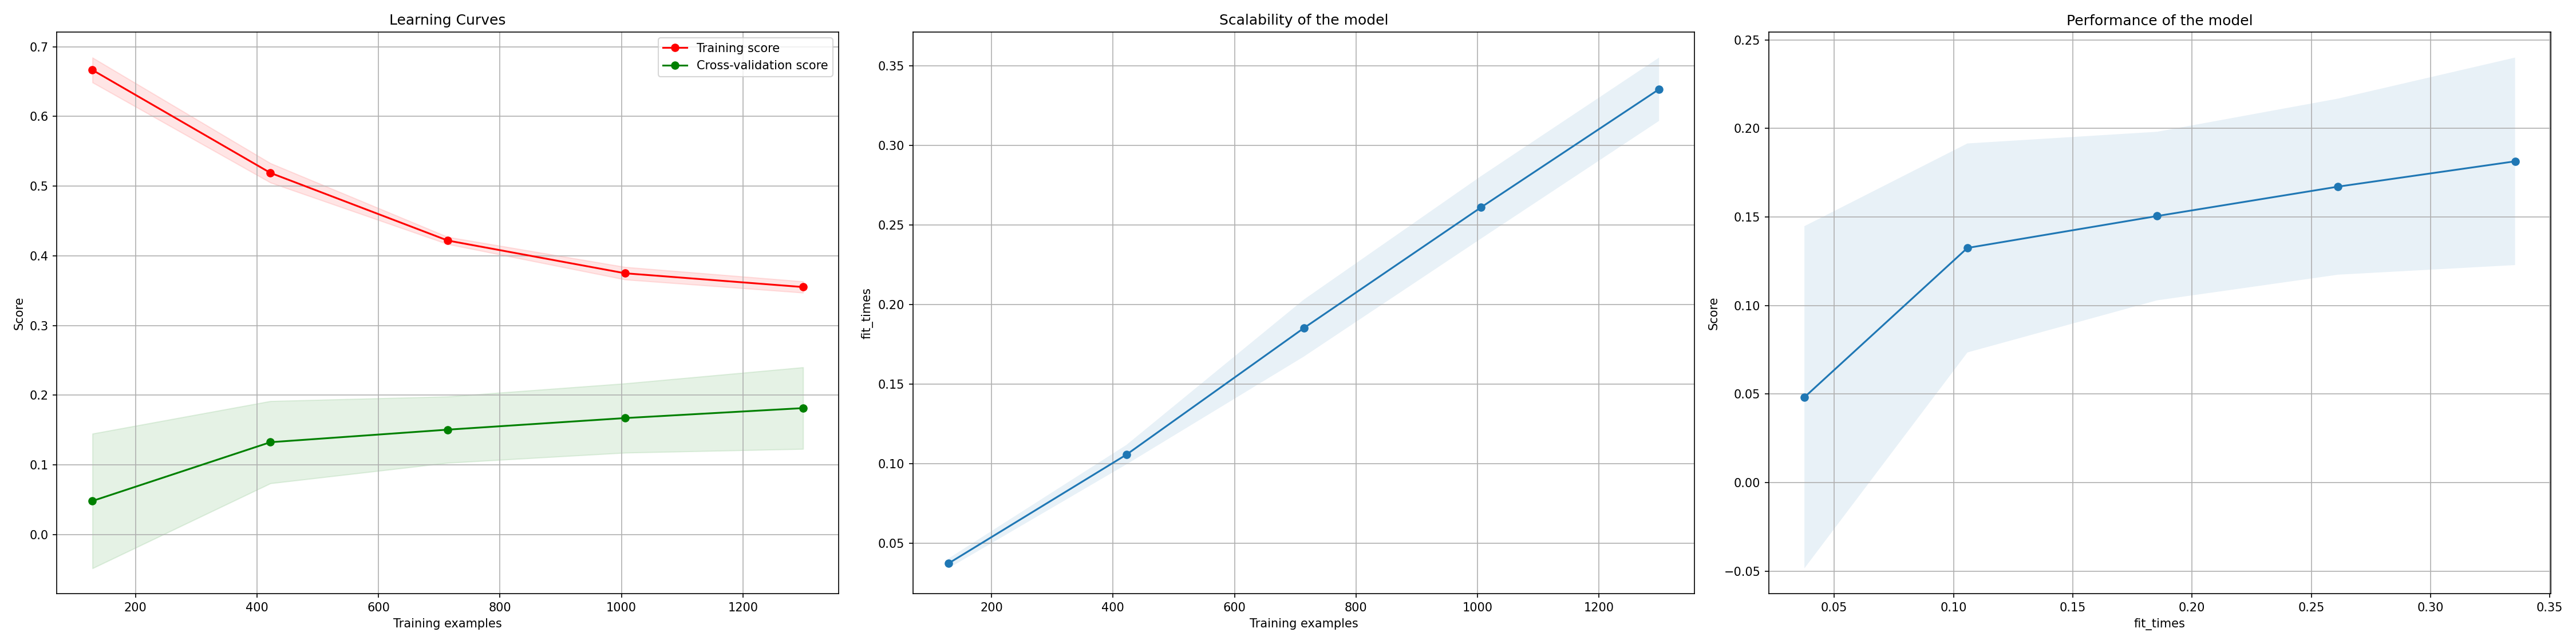 Learning Curves
Training score
Cross-validation score
0.7
0.6
0.5
0.4
0.3
0.2
0.1
0.0
Score
200 400 600 800 1000 1200
Training examples
Scalability of the model
0.35
0.30
0.25
0.20
0.15
0.10
0.05
fit_times
200 400 600 800 1000 1200
Training examples
Performance of the model
0.25
0.20
0.15
0.10
0.05
0.00
−0.05
Score
0.05 0.10 0.15 0.20 0.25 0.30 0.35
fit_times